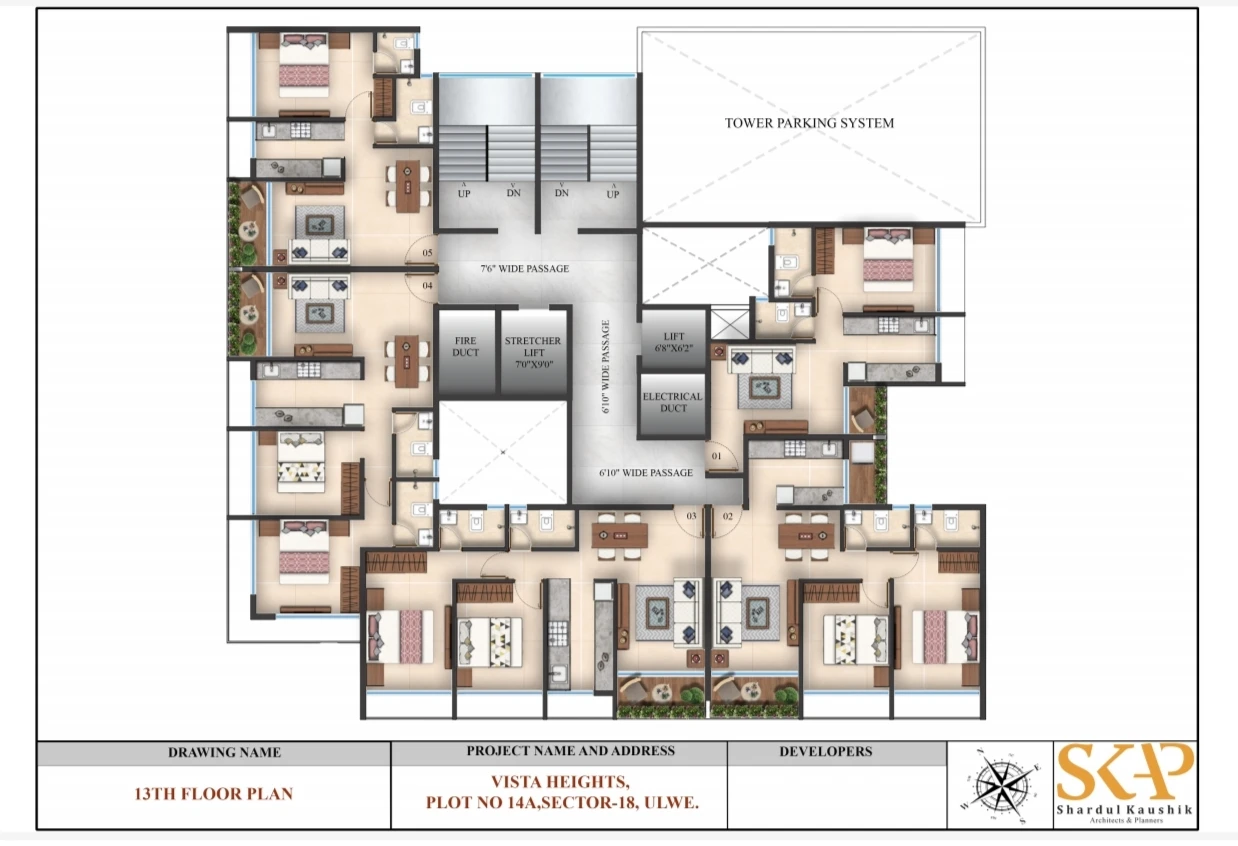 TOWER PARKING SYSTEM
UP
DN
DN
UP
05
7'6" WIDE PASSAGE
04
FIRE
DUCT
STRETCHER
LIFT
7'0"X9'0"
6'10" WIDE PASSAGE
LIFT
6'8"X6'2"
ELECTRICAL
DUCT
01
6'10" WIDE PASSAGE
03
02
DRAWING NAME
13TH FLOOR PLAN
PROJECT NAME AND ADDRESS
VISTA HEIGHTS,
PLOT NO 14A,SECTOR-18, ULWE.
DEVELOPERS
N
E
W
S
SKAP
Shardul Kaushik
Architects & Planners